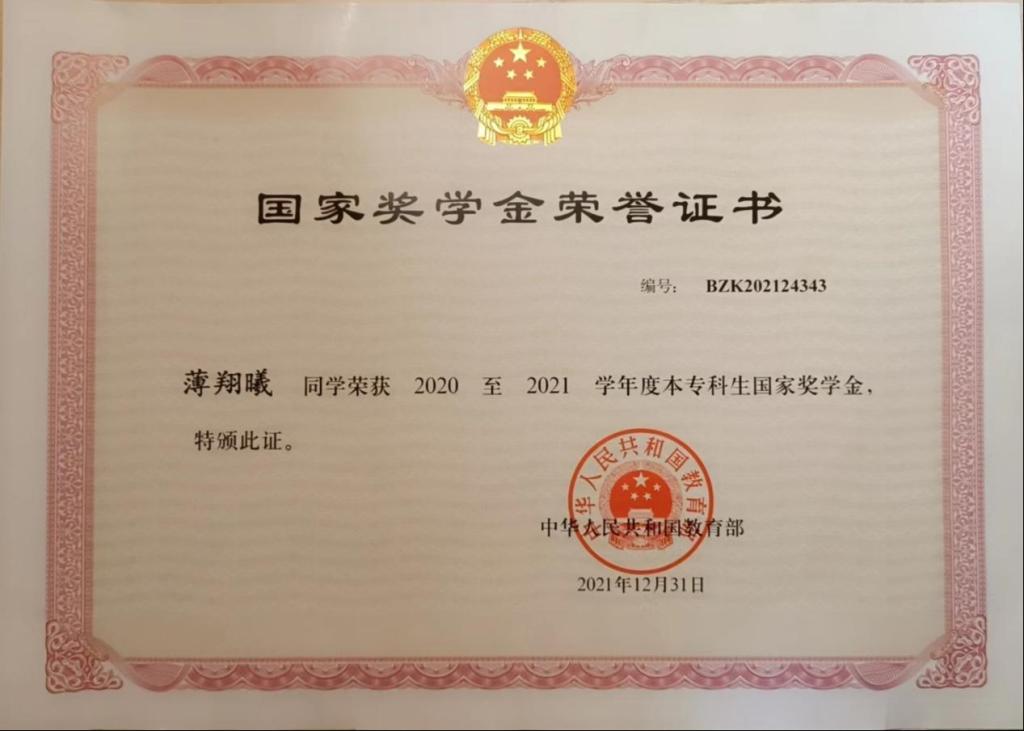 国家奖学金荣誉证书
编号： BZK202124343
薄翔曦 同学荣获 2020 至 2021 学年度本专科生国家奖学金，
特颁此证。
中华人民共和国教育部
中华人民共和国教育部
2021年12月31日